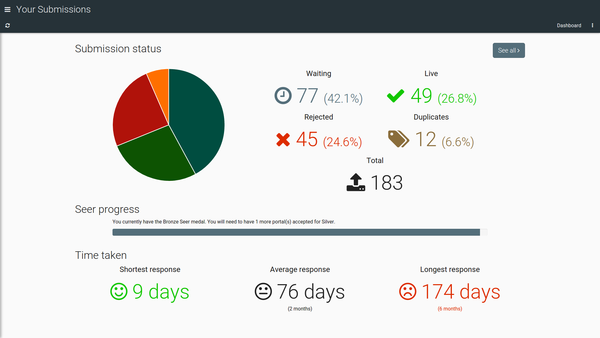 Your Submissions
Dashboard
Submission status
See all
Waiting
77 (42.1%)
Live
49 (26.8%)
Rejected
45 (24.6%)
Duplicates
12 (6.6%)
Total
183
Seer progress
You currently have the Bronze Seer medal. You will need to have 1 more portal(s) accepted for Silver.
Time taken
Shortest response
9 days
Average response
76 days
(2 months)
Longest response
174 days
(6 months)